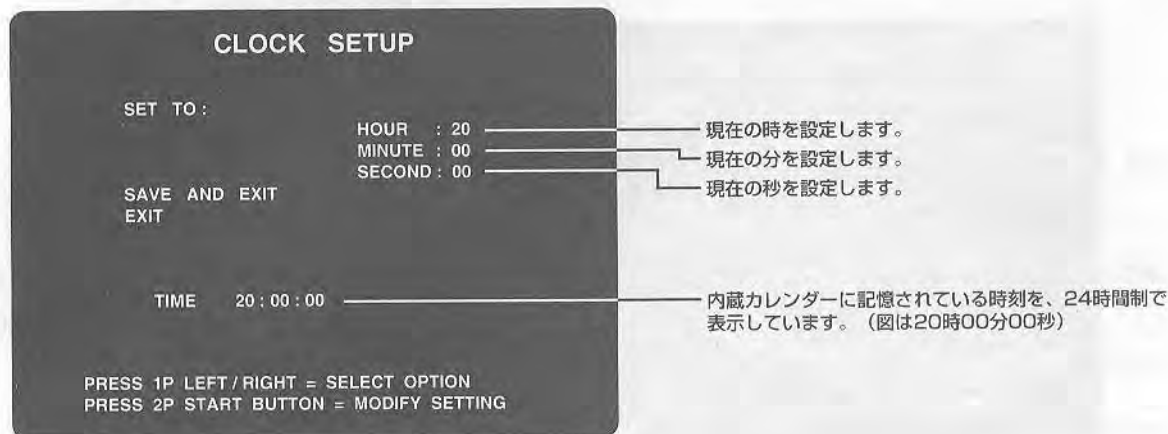 CLOCK SETUP
SET TO :
HOUR : 20
現在の時を設定します。
MINUTE : 00
現在の分を設定します。
SECOND : 00
現在の秒を設定します。
SAVE AND EXIT
EXIT
TIME 20 : 00 : 00
内蔵カレンダーに記憶されている時刻を、24時間制で
表示しています。（図は20時00分00秒）
PRESS 1P LEFT / RIGHT = SELECT OPTION
PRESS 2P START BUTTON = MODIFY SETTING